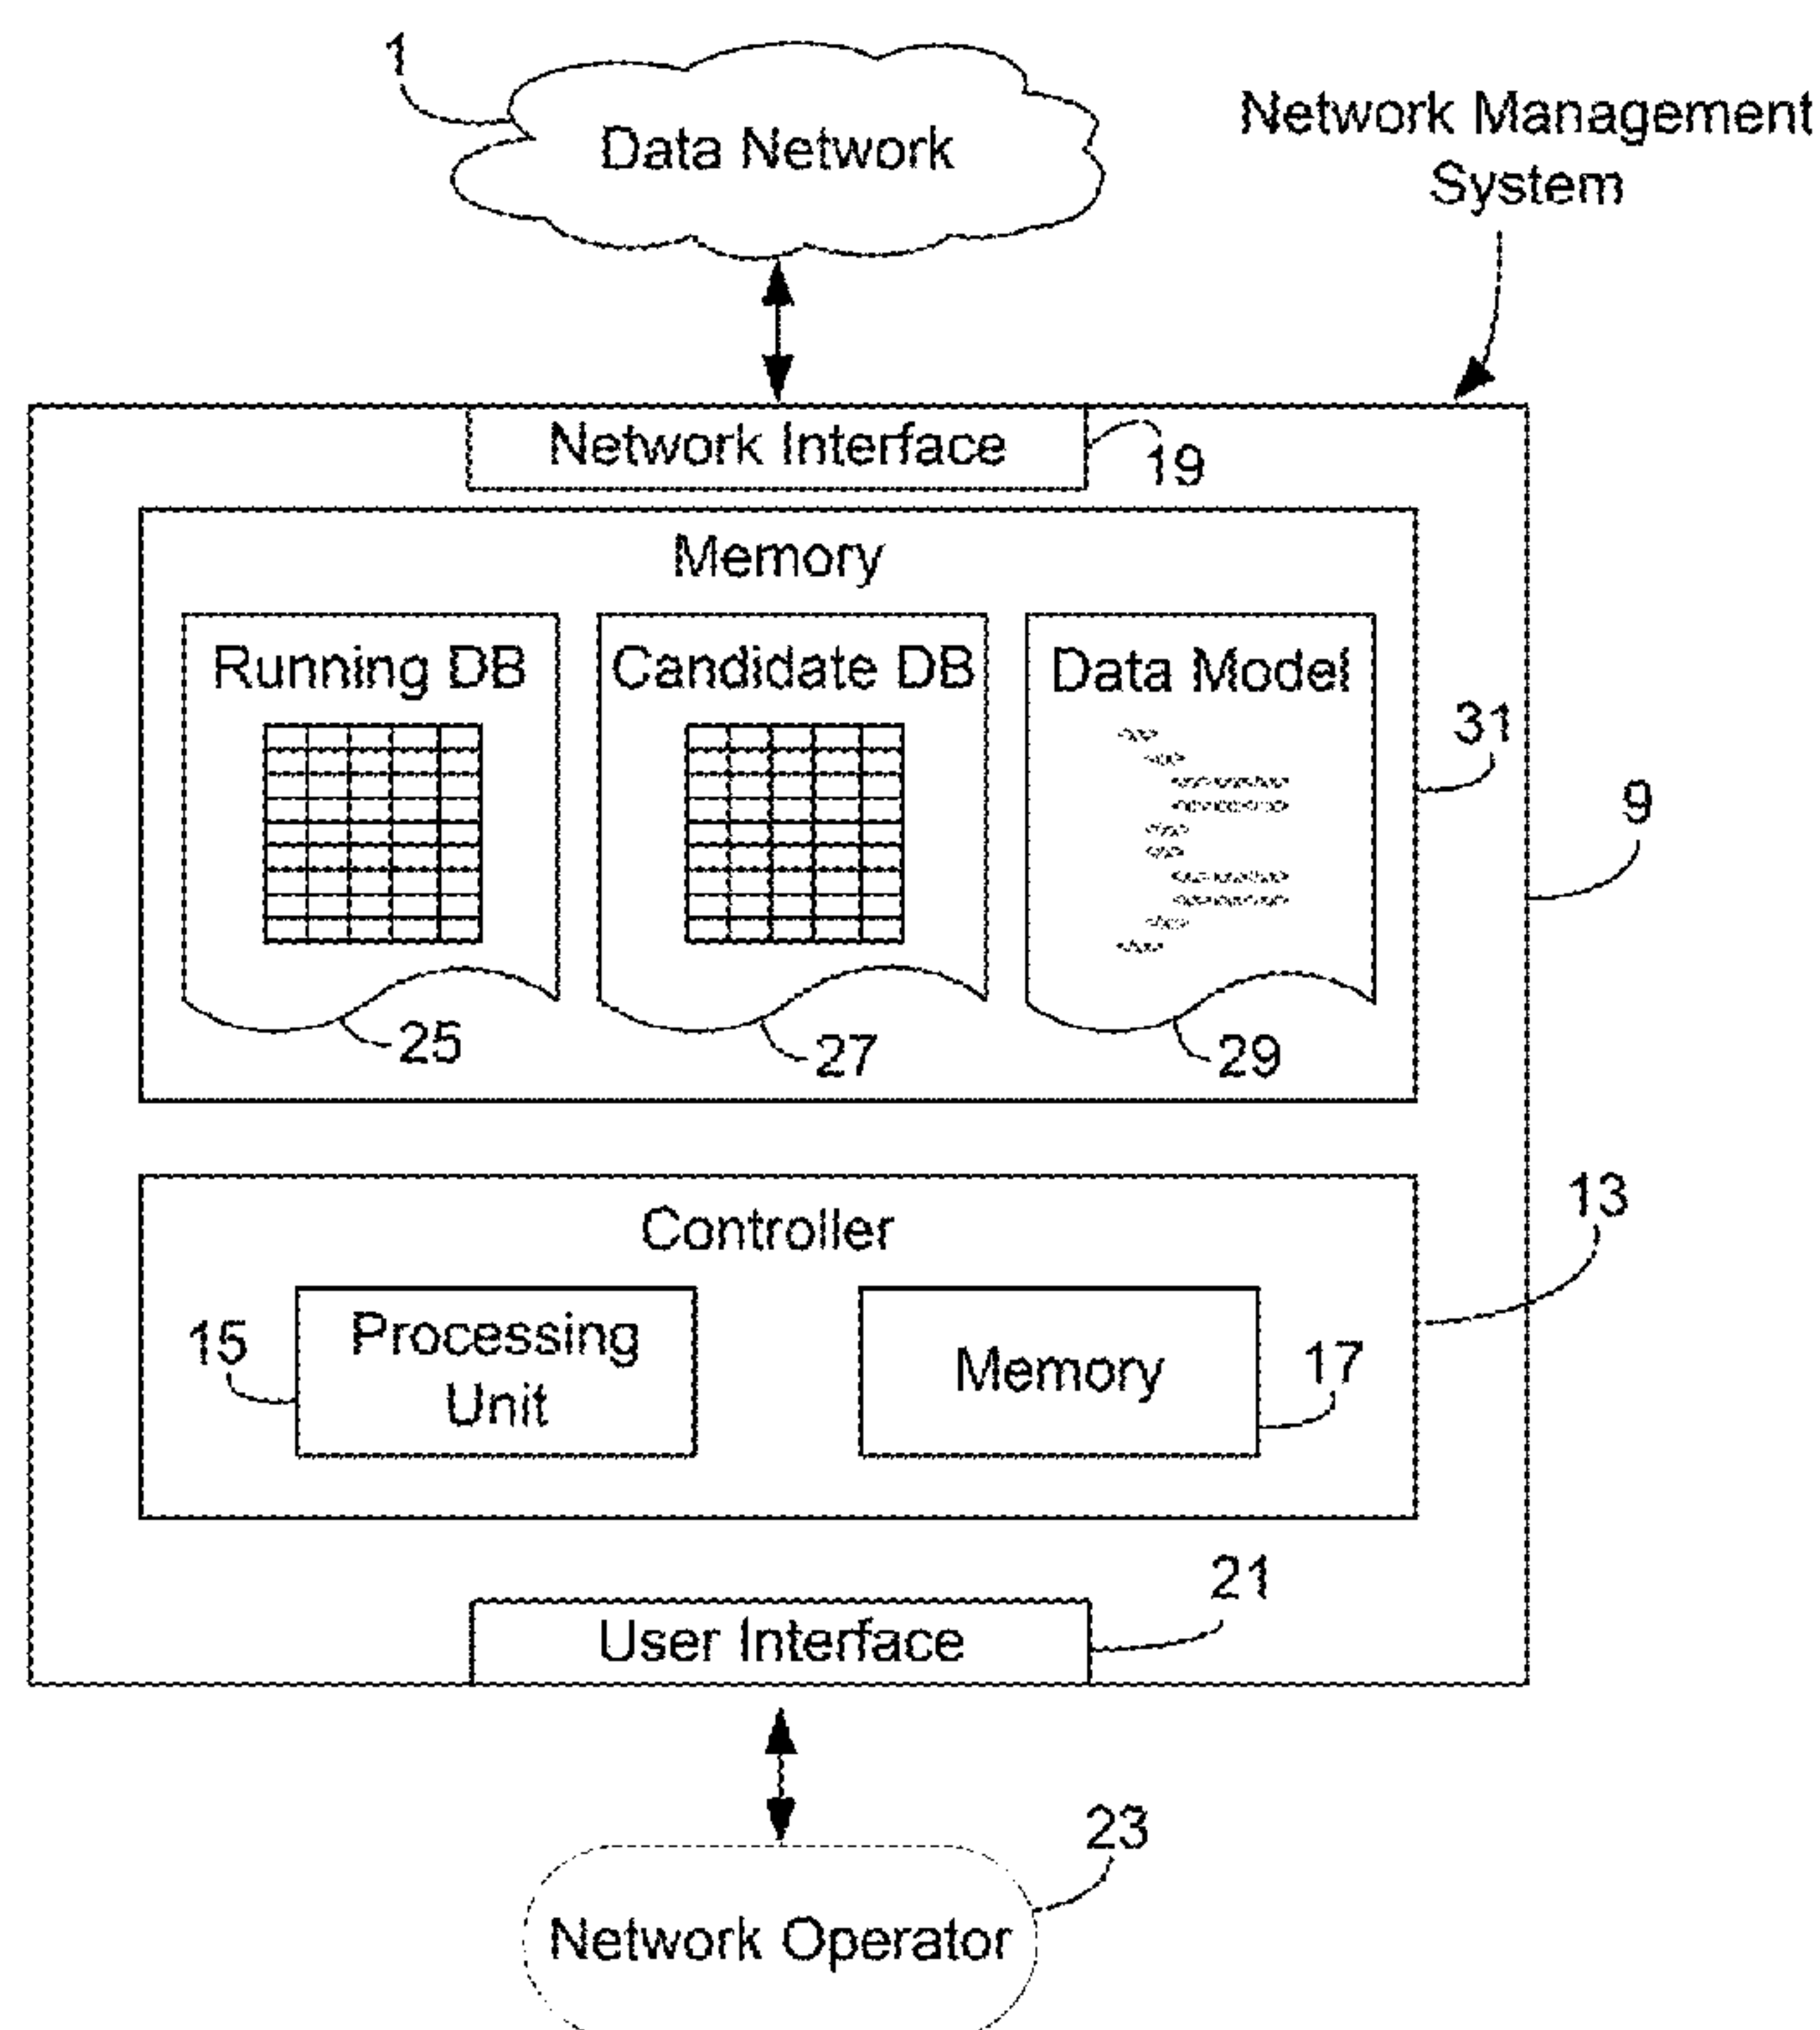 1
Data Network
Network Management
System
Network Interface
19
Memory
Running DB
Candidate DB
Data Model
31
9
25
27
29
13
Controller
15
Processing
Unit
Memory
17
21
User Interface
23
Network Operator